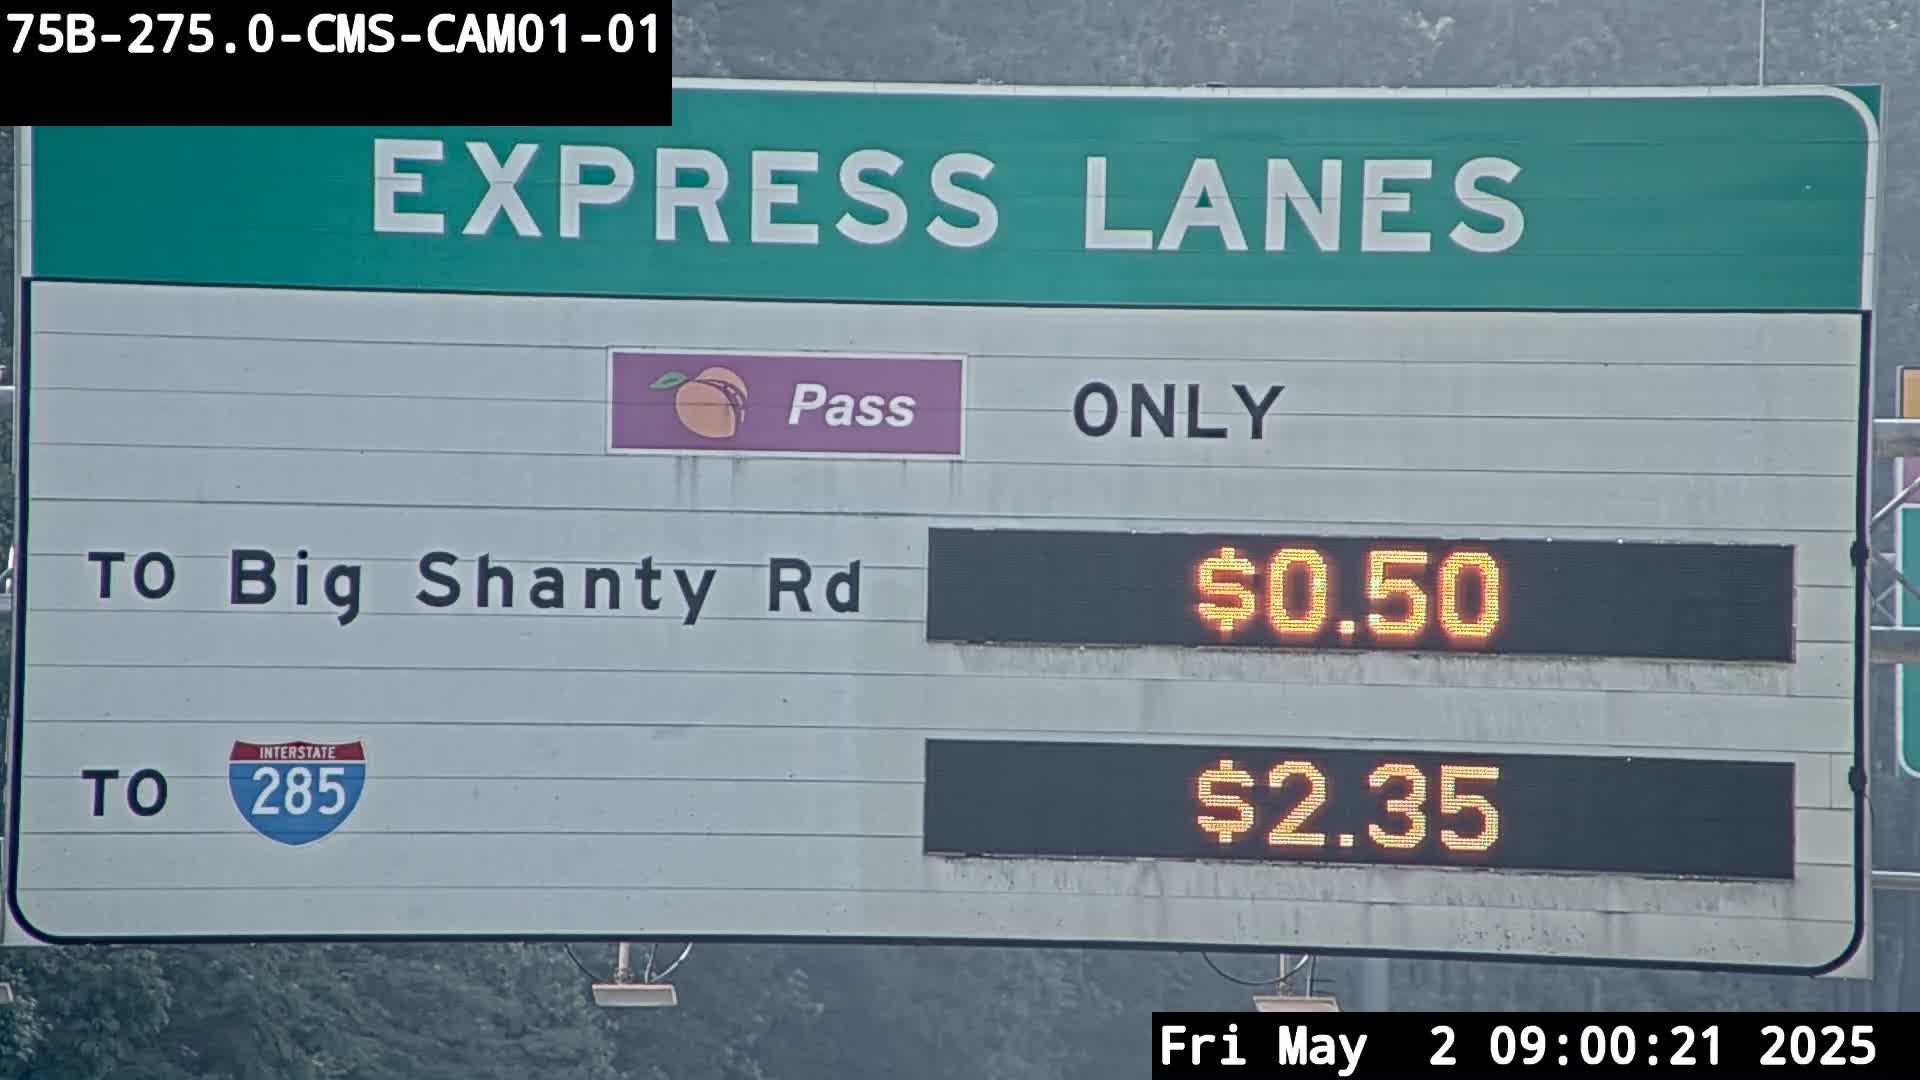 75B-275.0-CMS-CAM01-01
EXPRESS LANES
Pass ONLY
TO Big Shanty Rd $0.50
INTERSTATE
TO 285 $2.35
Fri May 2 09:00:21 2025